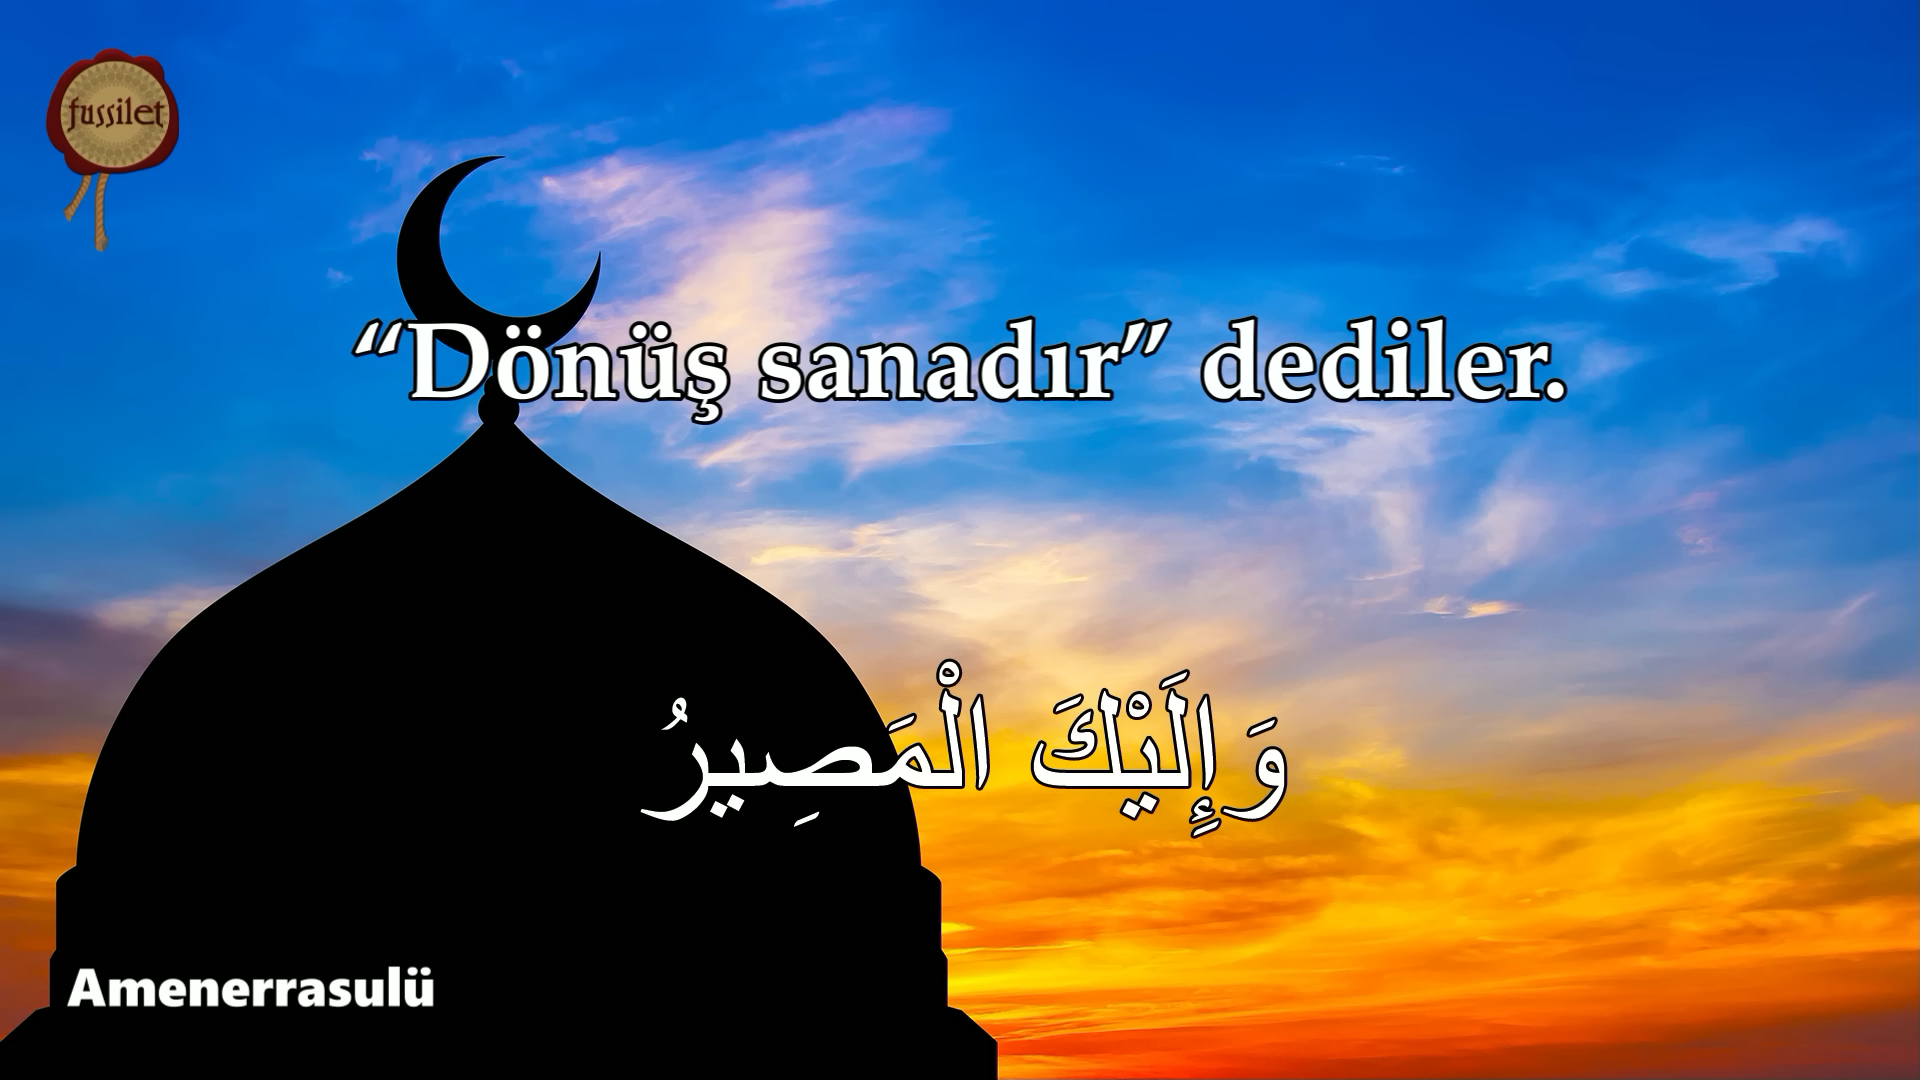 fussilet
“Dönüş sanadır” dediler.
وَإِلَيْكَ الْمَصِيرُ
Amenerrasulü